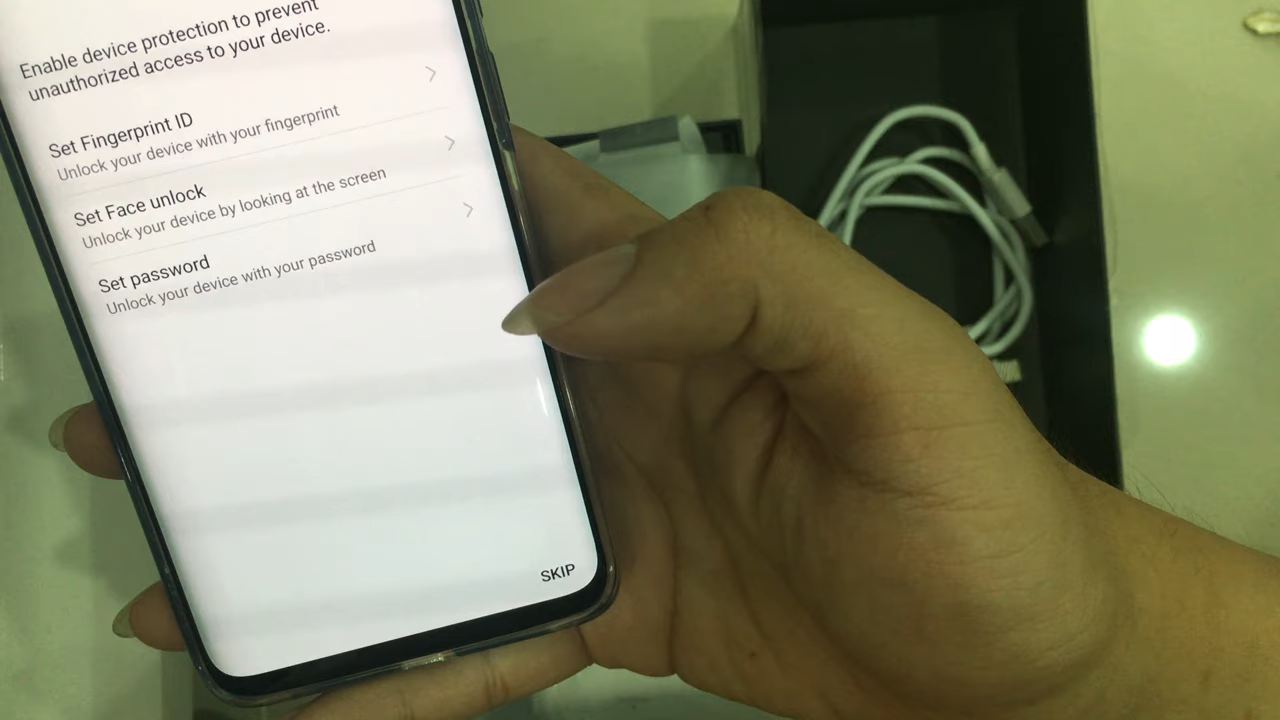 Enable device protection to prevent
unauthorized access to your device.
Set Fingerprint ID
Unlock your device with your fingerprint
Set Face unlock
Unlock your device by looking at the screen
Set password
Unlock your device with your password
SKIP